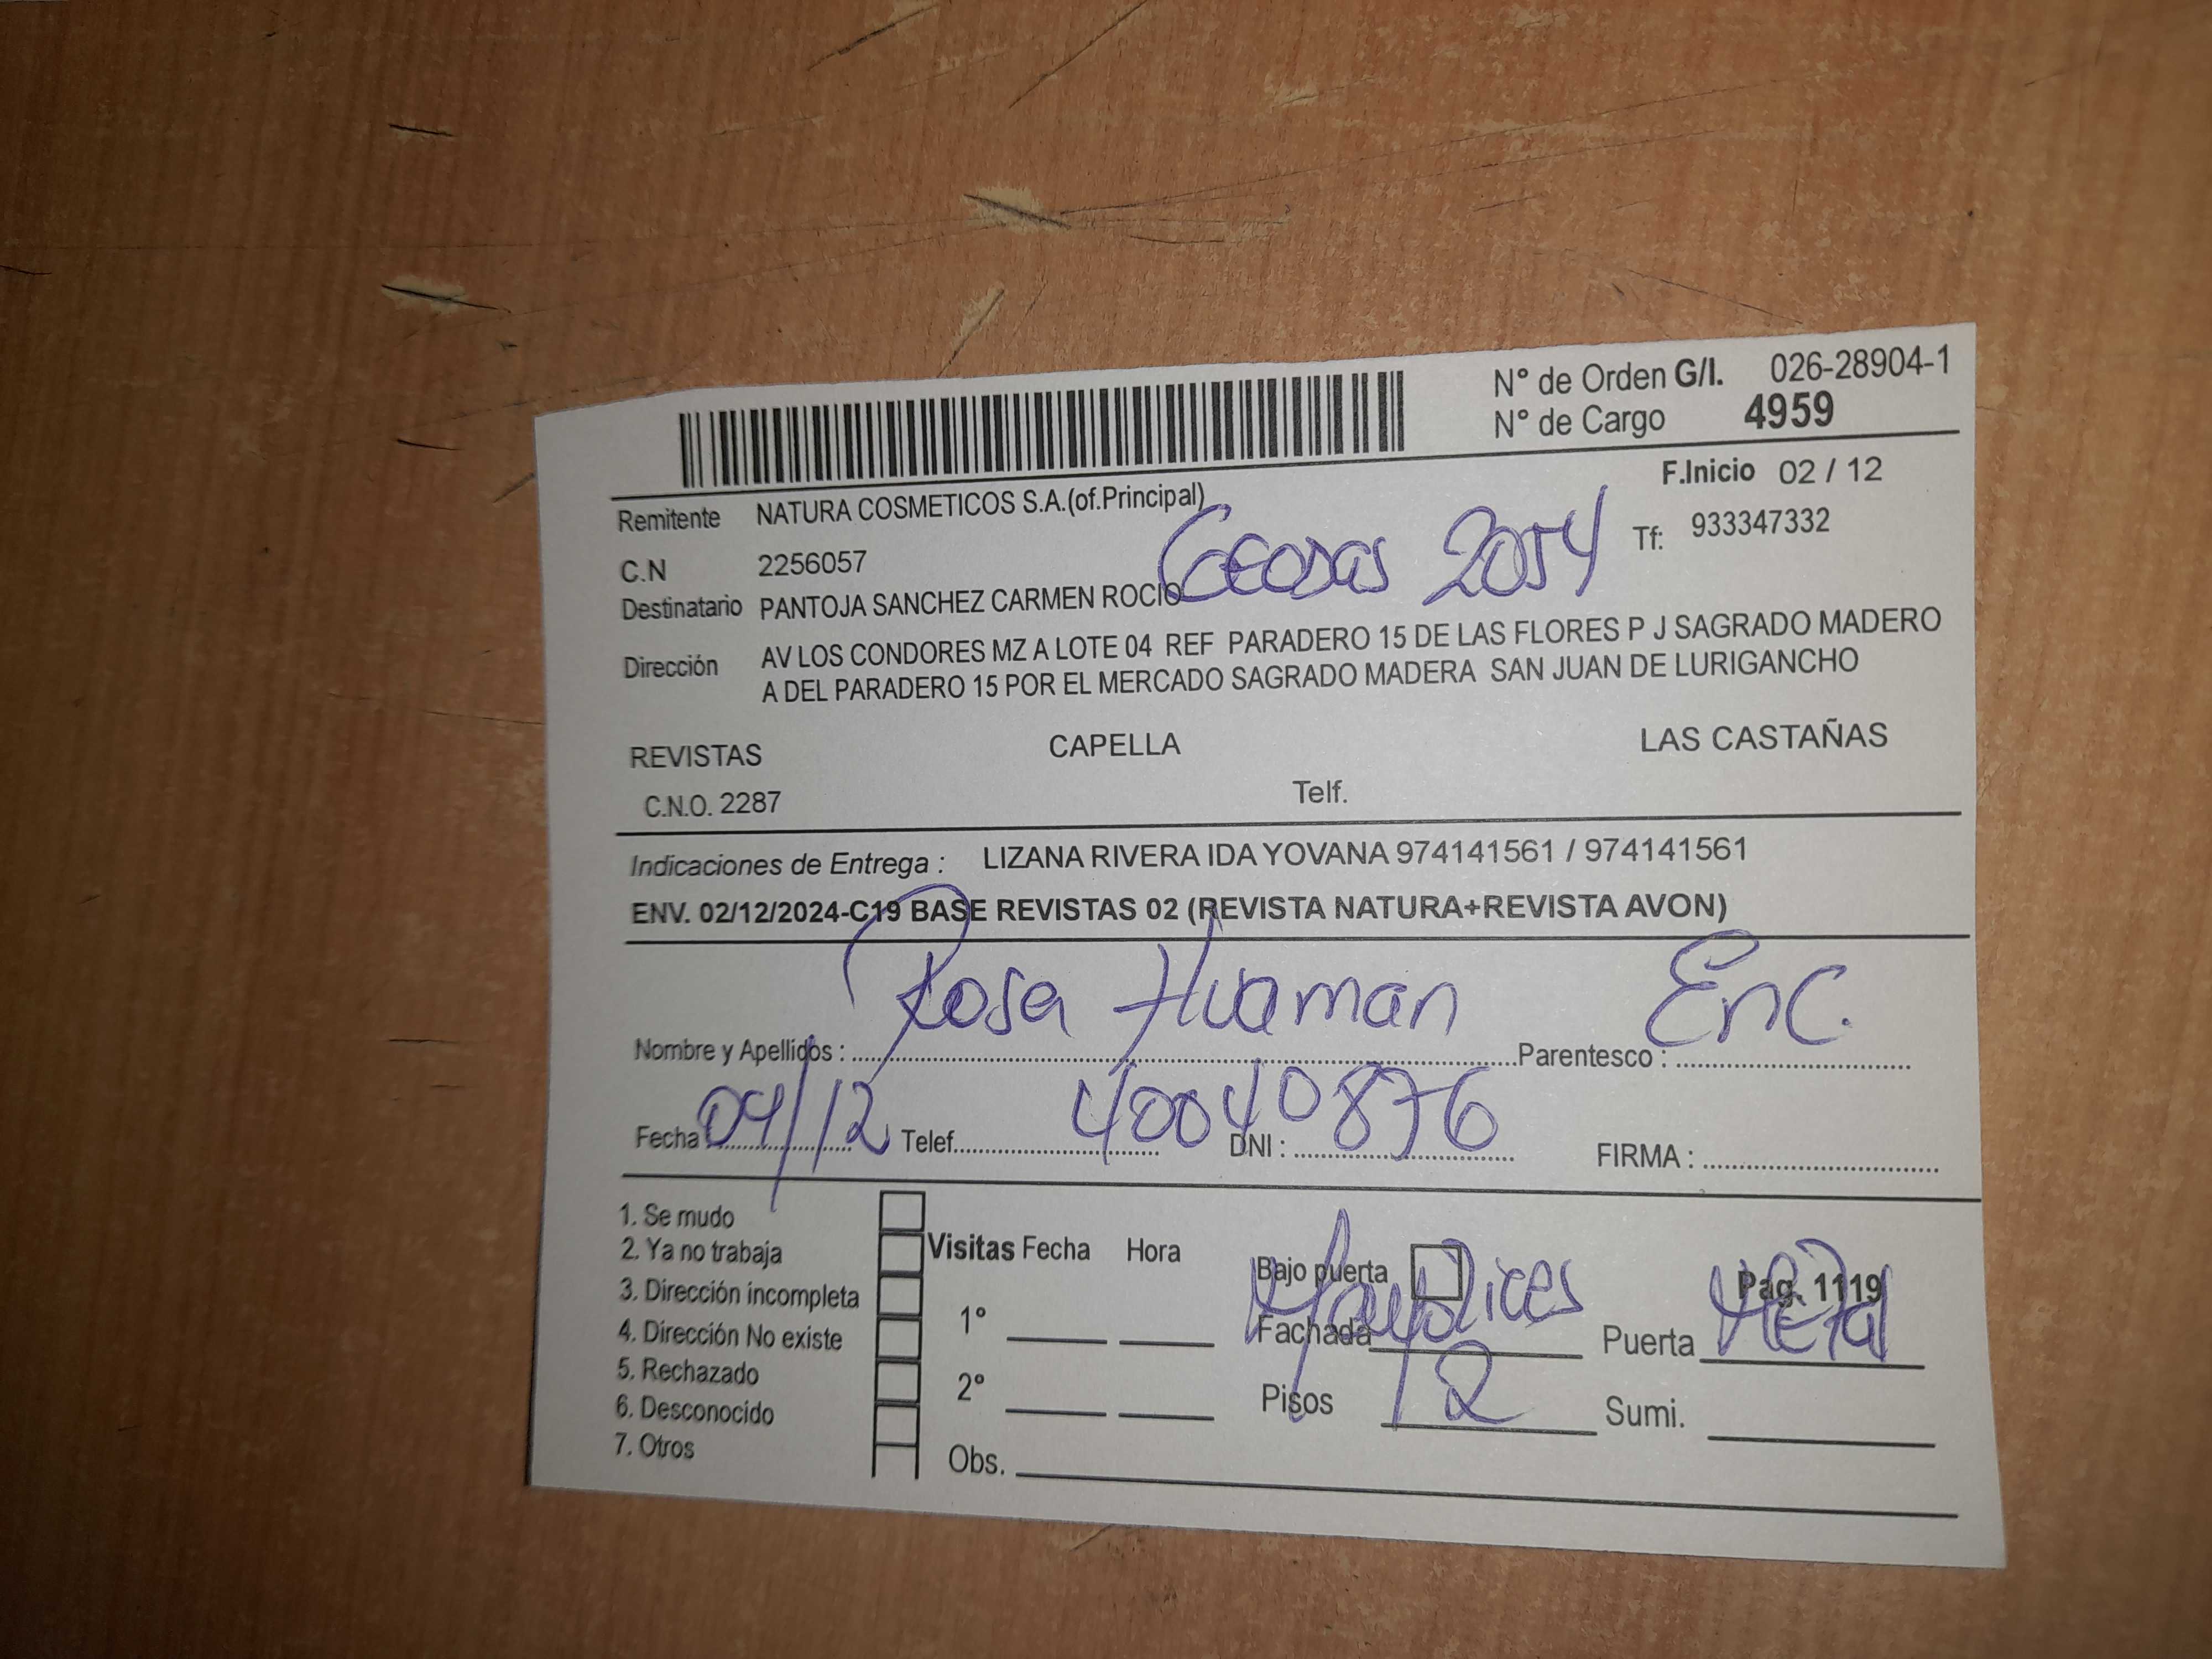 N° de Orden G/I. 026-28904-1
N° de Cargo 4959
F.Inicio 02 / 12
Remitente NATURA COSMETICOS S.A.(of.Principal)
Tf: 933347332
C.N 2256057
2054
Destinatario PANTOJA SANCHEZ CARMEN ROCIO
Dirección AV LOS CONDORES MZ A LOTE 04 REF PARADERO 15 DE LAS FLORES P J SAGRADO MADERO
A DEL PARADERO 15 POR EL MERCADO SAGRADO MADERA SAN JUAN DE LURIGANCHO
REVISTAS CAPELLA LAS CASTAÑAS
C.N.O. 2287 Telf.
Indicaciones de Entrega : LIZANA RIVERA IDA YOVANA 974141561 / 974141561
ENV. 02/12/2024-C19 BASE REVISTAS 02 (REVISTA NATURA+REVISTA AVON)
Nombre y Apellidos : Rosa Huaman Parentesco : Enc.
Fecha 04/12 Telef. DNI : 40040876 FIRMA :
1. Se mudo
2. Ya no trabaja
3. Dirección incompleta
4. Dirección No existe
5. Rechazado
6. Desconocido
7. Otros
Visitas Fecha Hora
1°
2°
Obs.
Bajo puerta Pag. 1119
Fachada Puerta Metal
Pisos 2 Sumi.